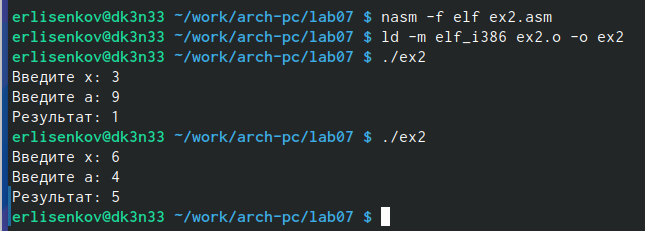 erlisenkov@dk3n33 ~/work/arch-pc/lab07 $ nasm -f elf ex2.asm
erlisenkov@dk3n33 ~/work/arch-pc/lab07 $ ld -m elf_i386 ex2.o -o ex2
erlisenkov@dk3n33 ~/work/arch-pc/lab07 $ ./ex2
Введите x: 3
Введите a: 9
Результат: 1
erlisenkov@dk3n33 ~/work/arch-pc/lab07 $ ./ex2
Введите x: 6
Введите a: 4
Результат: 5
erlisenkov@dk3n33 ~/work/arch-pc/lab07 $